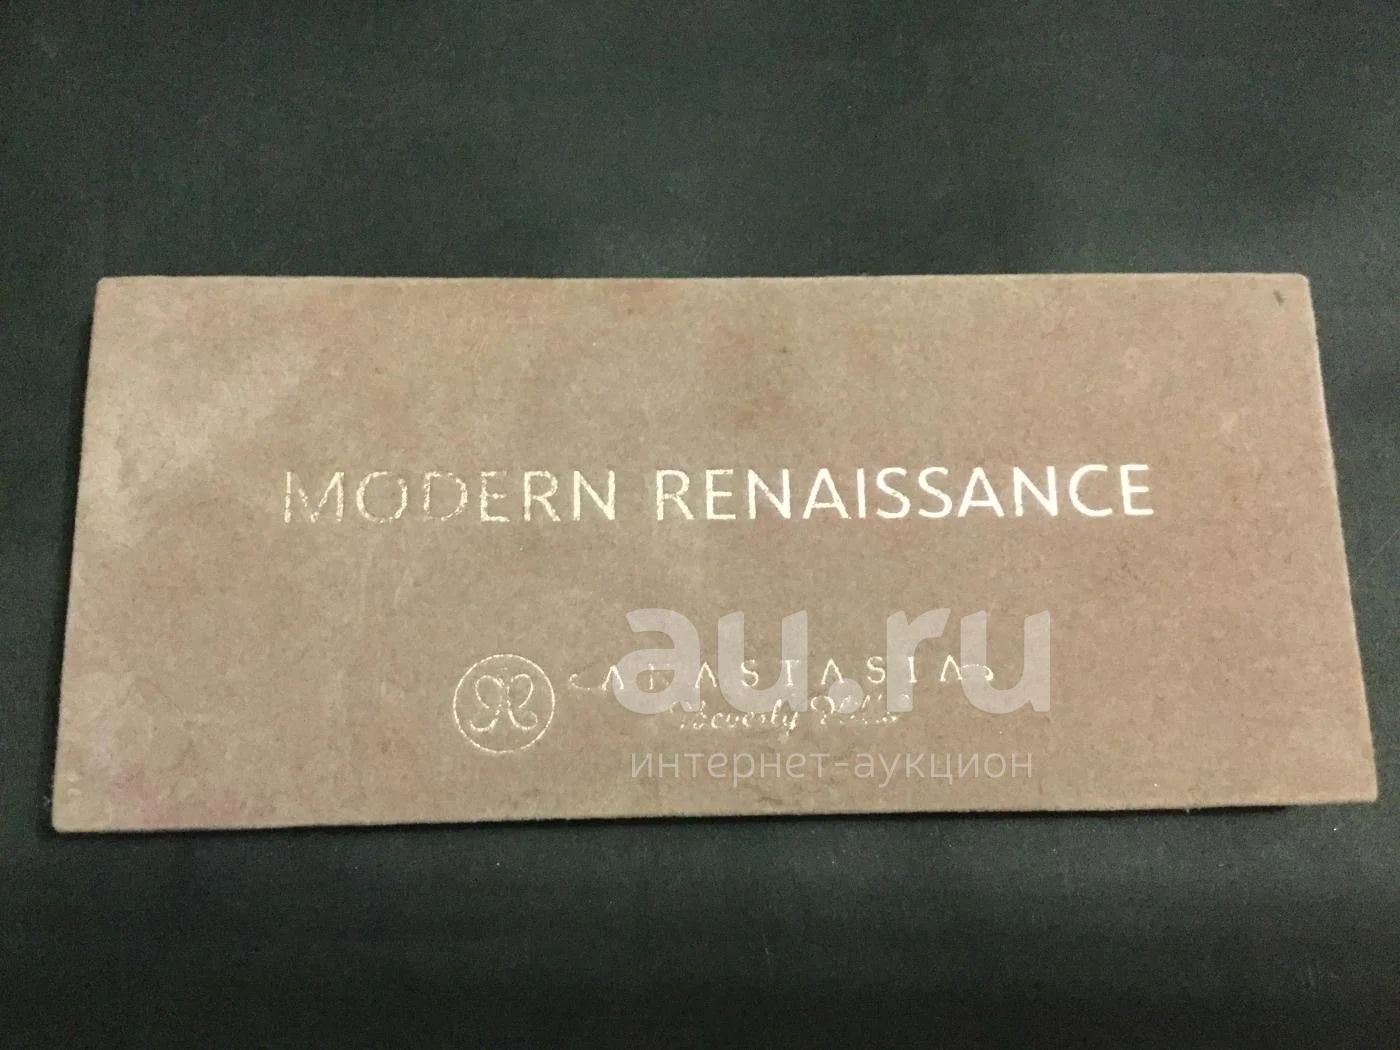 MODERN RENAISSANCE
ANASTASIA
Beverly Hills
au.ru
интернет-аукцион